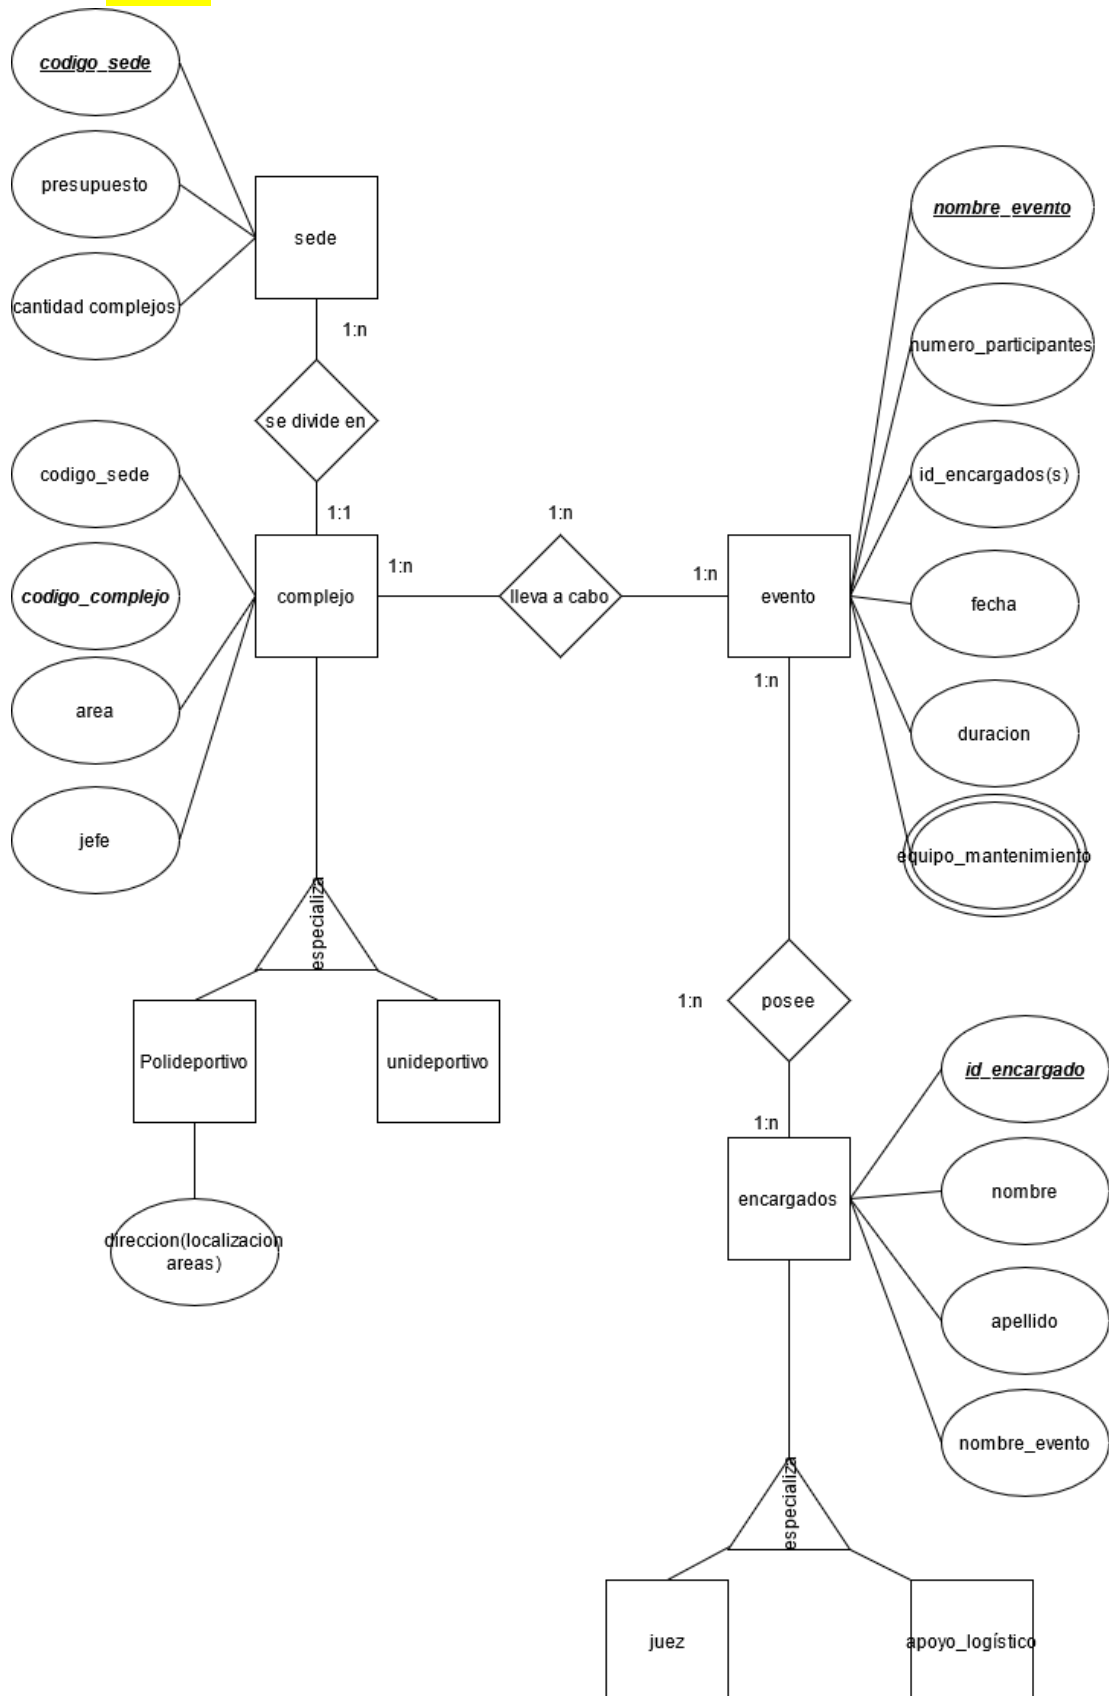 codigo_sede
presupuesto
sede
cantidad complejos
1:n
se divide en
codigo_sede
1:1
codigo_complejo
complejo
1:n
area
jefe
especializa
Polideportivo
unideportivo
direccion(localizacion
areas)
1:n
lleva a cabo
1:n
evento
1:n
nombre_evento
numero_participantes
id_encargados(s)
fecha
duracion
equipo_mantenimiento
1:n
posee
1:n
encargados
id_encargado
nombre
apellido
nombre_evento
especializa
juez
apoyo_logístico